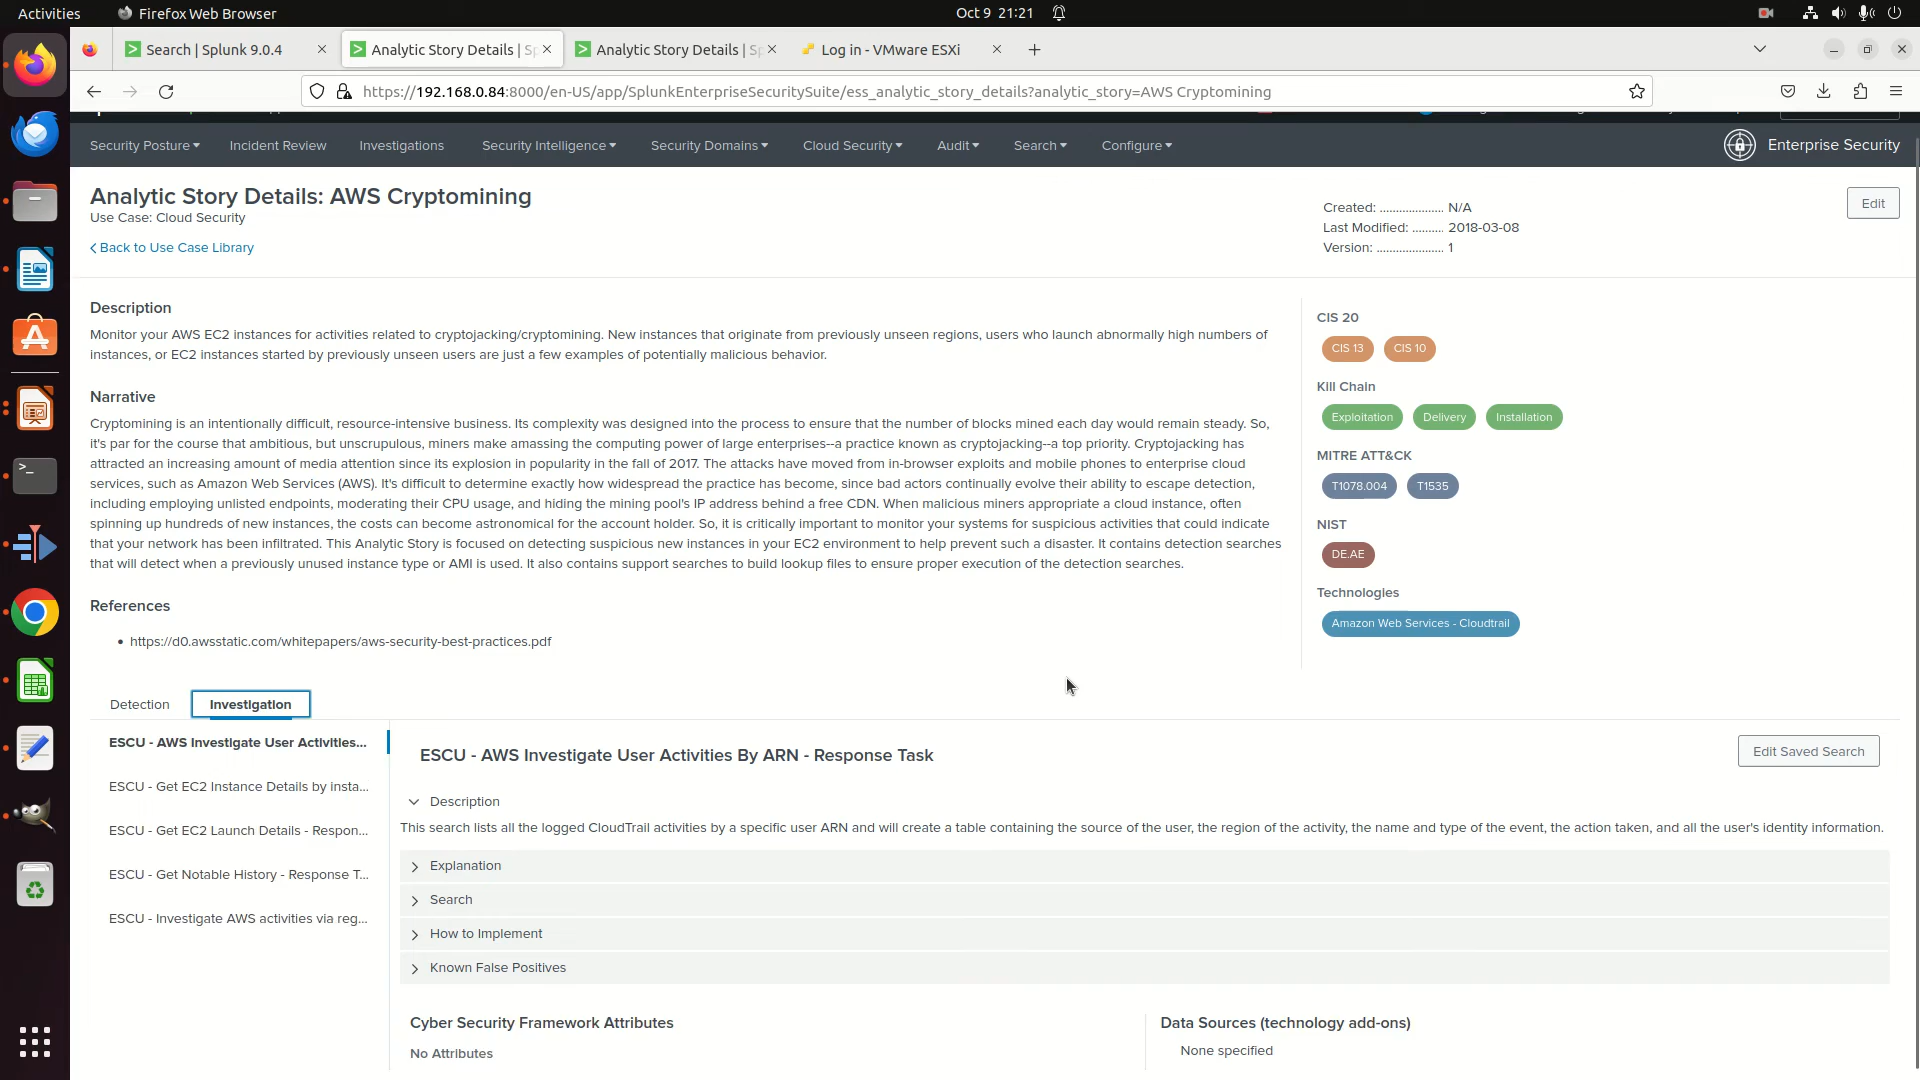 Activities
Firefox Web Browser
Oct 9 21:21
Search | Splunk 9.0.4
Analytic Story Details | Sp
Analytic Story Details | Sp
Log in - VMware ESXi
https://192.168.0.84:8000/en-US/app/SplunkEnterpriseSecuritySuite/ess_analytic_story_details?analytic_story=AWS Cryptomining
Security Posture
Incident Review
Investigations
Security Intelligence
Security Domains
Cloud Security
Audit
Search
Configure
Enterprise Security
Analytic Story Details: AWS Cryptomining
Use Case: Cloud Security
Back to Use Case Library
Created: .................... N/A
Last Modified: .......... 2018-03-08
Version: ..................... 1
Edit
Description
Monitor your AWS EC2 instances for activities related to cryptojacking/cryptomining. New instances that originate from previously unseen regions, users who launch abnormally high numbers of
instances, or EC2 instances started by previously unseen users are just a few examples of potentially malicious behavior.
Narrative
Cryptomining is an intentionally difficult, resource-intensive business. Its complexity was designed into the process to ensure that the number of blocks mined each day would remain steady. So,
it's par for the course that ambitious, but unscrupulous, miners make amassing the computing power of large enterprises--a practice known as cryptojacking--a top priority. Cryptojacking has
attracted an increasing amount of media attention since its explosion in popularity in the fall of 2017. The attacks have moved from in-browser exploits and mobile phones to enterprise cloud
services, such as Amazon Web Services (AWS). It's difficult to determine exactly how widespread the practice has become, since bad actors continually evolve their ability to escape detection,
including employing unlisted endpoints, moderating their CPU usage, and hiding the mining pool's IP address behind a free CDN. When malicious miners appropriate a cloud instance, often
spinning up hundreds of new instances, the costs can become astronomical for the account holder. So, it is critically important to monitor your systems for suspicious activities that could indicate
that your network has been infiltrated. This Analytic Story is focused on detecting suspicious new instances in your EC2 environment to help prevent such a disaster. It contains detection searches
that will detect when a previously unused instance type or AMI is used. It also contains support searches to build lookup files to ensure proper execution of the detection searches.
References
• https://d0.awsstatic.com/whitepapers/aws-security-best-practices.pdf
CIS 20
CIS 13
CIS 10
Kill Chain
Exploitation
Delivery
Installation
MITRE ATT&CK
T1078.004
T1535
NIST
DE.AE
Technologies
Amazon Web Services - Cloudtrail
Detection
Investigation
ESCU - AWS Investigate User Activities...
ESCU - Get EC2 Instance Details by insta...
ESCU - Get EC2 Launch Details - Respon...
ESCU - Get Notable History - Response T...
ESCU - Investigate AWS activities via reg...
ESCU - AWS Investigate User Activities By ARN - Response Task
Edit Saved Search
Description
This search lists all the logged CloudTrail activities by a specific user ARN and will create a table containing the source of the user, the region of the activity, the name and type of the event, the action taken, and all the user's identity information.
Explanation
Search
How to Implement
Known False Positives
Cyber Security Framework Attributes
No Attributes
Data Sources (technology add-ons)
None specified